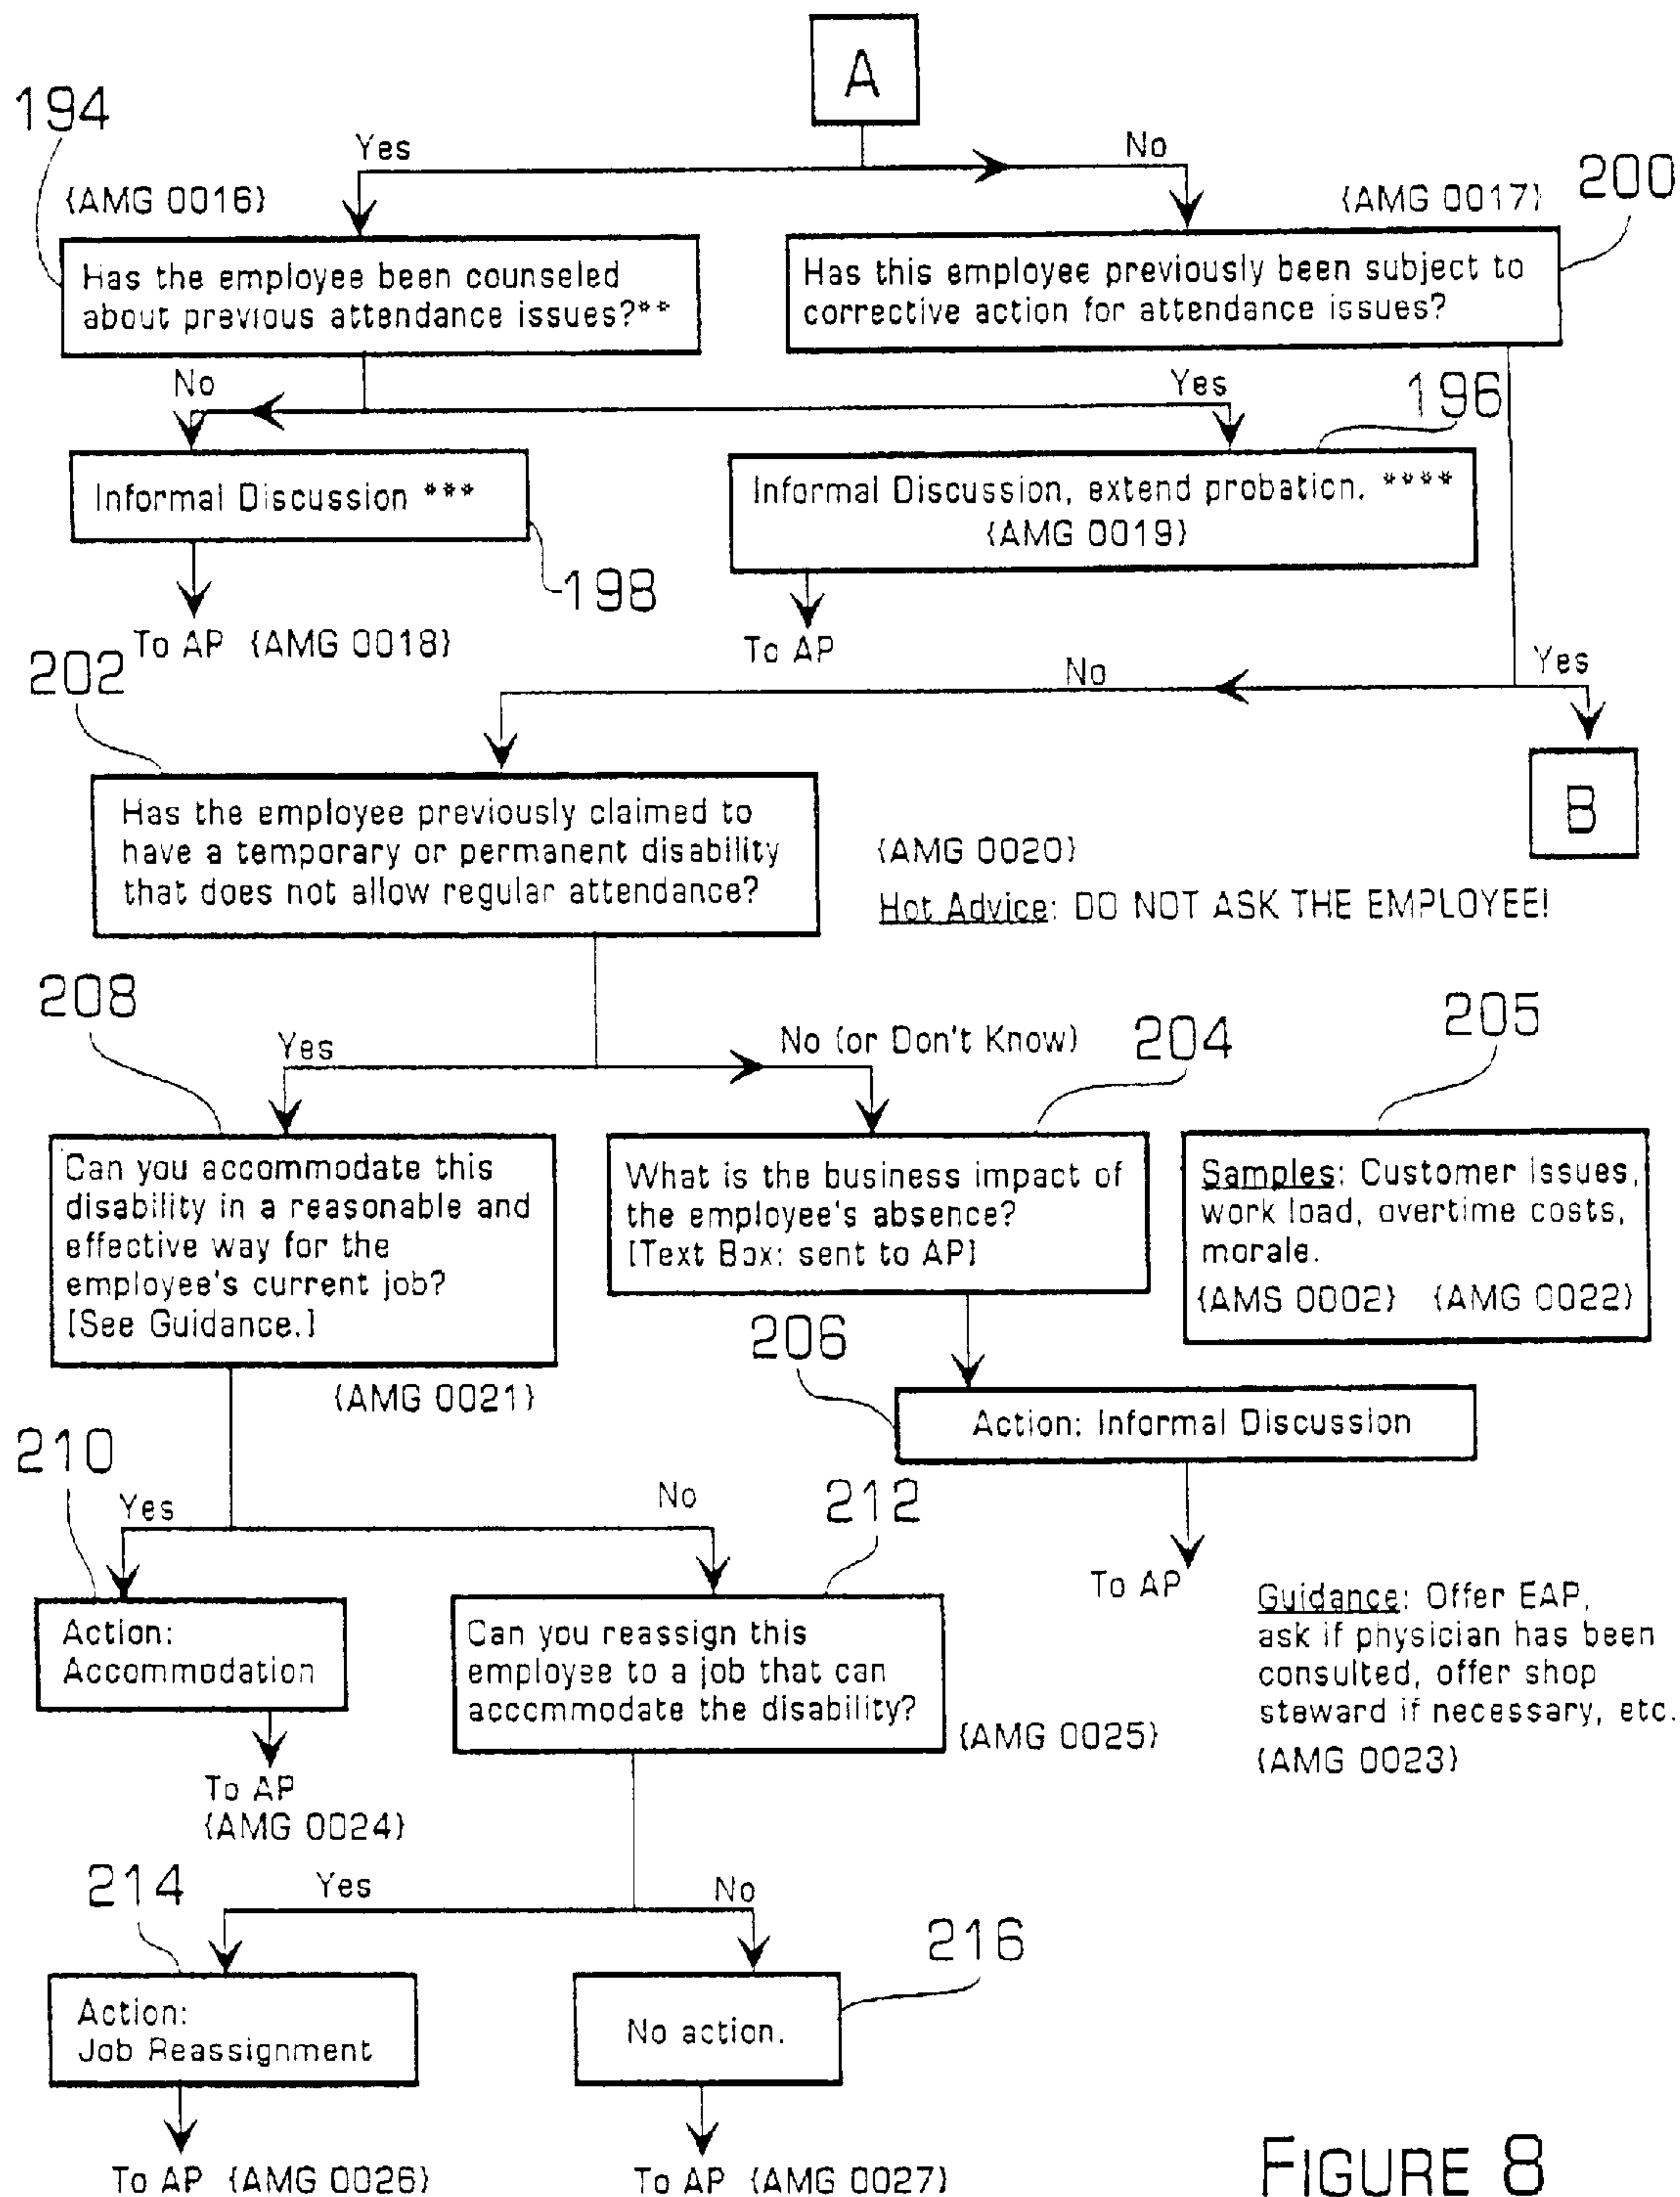 A
194
Yes
No
200
{AMG 0016}
{AMG 0017}
Has the employee been counseled
about previous attendance issues?**
Has this employee previously been subject to
corrective action for attendance issues?
No
Yes
196
Informal Discussion ***
Informal Discussion, extend probation. ****
{AMG 0019}
198
To AP {AMG 0018}
To AP
202
No
Yes
B
Has the employee previously claimed to
have a temporary or permanent disability
that does not allow regular attendance?
{AMG 0020}
Hot Advice: DO NOT ASK THE EMPLOYEE!
208
Yes
No (or Don't Know)
204
205
Can you accommodate this
disability in a reasonable and
effective way for the
employee's current job?
[See Guidance.]
What is the business impact of
the employee's absence?
[Text Box: sent to AP]
Samples: Customer issues,
work load, overtime costs,
morale.
{AMS 0002} {AMG 0022}
206
{AMG 0021}
Action: Informal Discussion
210
Yes
No
212
To AP
Action:
Accommodation
Can you reassign this
employee to a job that can
accommodate the disability?
{AMG 0025}
Guidance: Offer EAP,
ask if physician has been
consulted, offer shop
steward if necessary, etc.
{AMG 0023}
To AP
{AMG 0024}
214
Yes
No
216
Action:
Job Reassignment
No action.
To AP {AMG 0026}
To AP {AMG 0027}
FIGURE 8